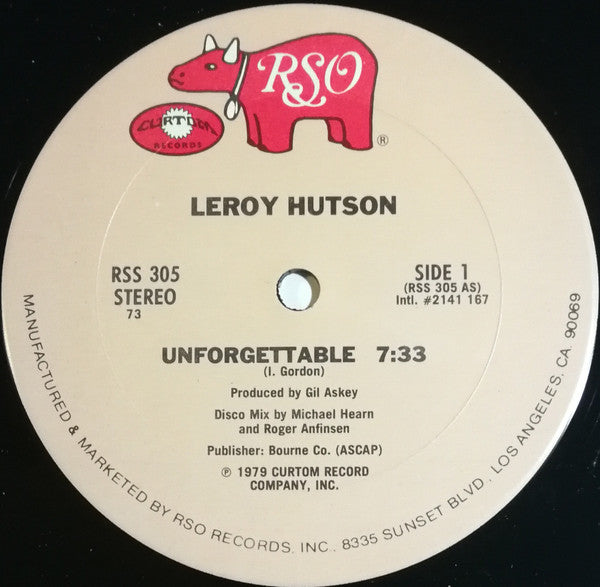 RSO
®
CURTOM
RECORDS
LEROY HUTSON
RSS 305
STEREO
73
SIDE 1
(RSS 305 AS)
Intl. #2141 167
UNFORGETTABLE 7:33
(I. Gordon)
Produced by Gil Askey
Disco Mix by Michael Hearn
and Roger Anfinsen
Publisher: Bourne Co. (ASCAP)
℗ 1979 CURTOM RECORD
COMPANY, INC.
MANUFACTURED & MARKETED BY RSO RECORDS, INC., 8335 SUNSET BLVD., LOS ANGELES, CA. 90069